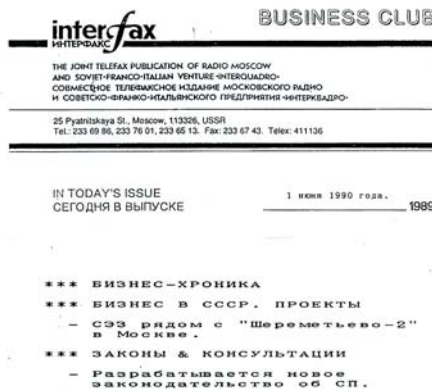 BUSINESS CLUB
interfax
ИНТЕРФАКС
THE JOINT TELEFAX PUBLICATION OF RADIO MOSCOW
AND SOVIET-FRANCO-ITALIAN VENTURE «INTERQUADRO»
СОВМЕСТНОЕ ТЕЛЕФАКСНОЕ ИЗДАНИЕ МОСКОВСКОГО РАДИО
И СОВЕТСКО-ФРАНКО-ИТАЛЬЯНСКОГО ПРЕДПРИЯТИЯ «ИНТЕРКВАДРО»
25 Pyatnitskaya St., Moscow, 113326, USSR
Tel.: 233 69 86, 233 76 01, 233 65 13. Fax: 233 67 43. Telex: 411136
IN TODAY'S ISSUE
СЕГОДНЯ В ВЫПУСКЕ
1 июня 1990 года.
1989
*** БИЗНЕС-ХРОНИКА
*** БИЗНЕС В СССР. ПРОЕКТЫ
- СЭЗ рядом с "Шереметьево-2"
в Москве.
*** ЗАКОНЫ & КОНСУЛЬТАЦИИ
- Разрабатывается новое
законодательство об СП.